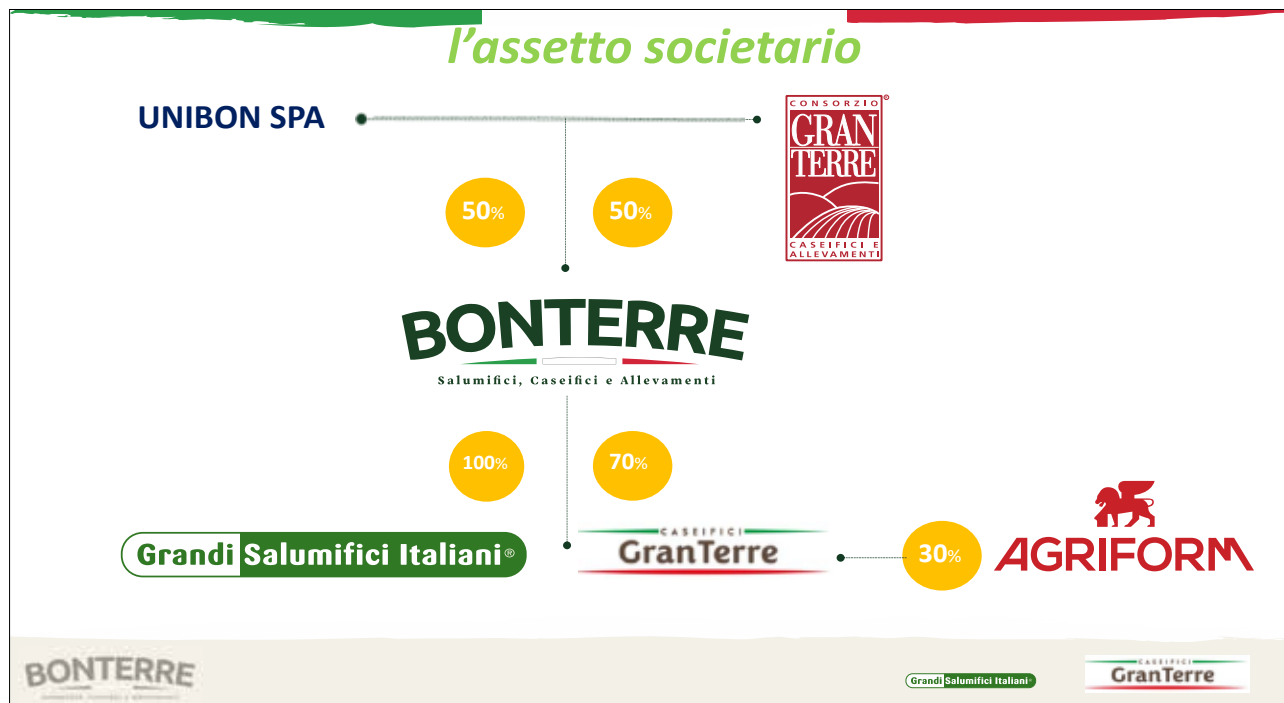 l'assetto societario
UNIBON SPA
CONSORZIO
GRAN
TERRE
®
CASEIFICI E
ALLEVAMENTI
50%
50%
BONTERRE
Salumifici, Caseifici e Allevamenti
100%
70%
Grandi Salumifici Italiani®
CASEIFICI
GranTerre
30%
AGRIFORM
BONTERRE
Grandi Salumifici Italiani®
CASEIFICI
GranTerre